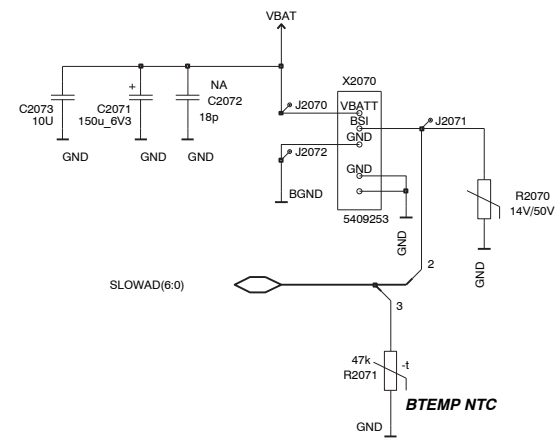 VBAT
X2070
NA
C2073
10U
C2071
150u_6V3
C2072
18p
J2070
VBATT
BSI
GND
J2071
J2072
GND
GND
GND
GND
BGND
5409253
R2070
14V/50V
GND
GND
SLOWAD(6:0)
2
3
47k
R2071
-t
BTEMP NTC
GND
+